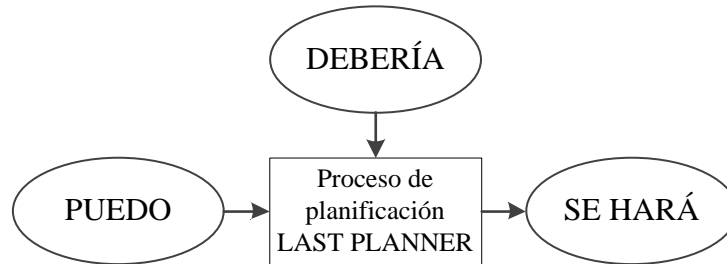 DEBERÍA
PUEDO
Proceso de
planificación
LAST PLANNER
SE HARÁ